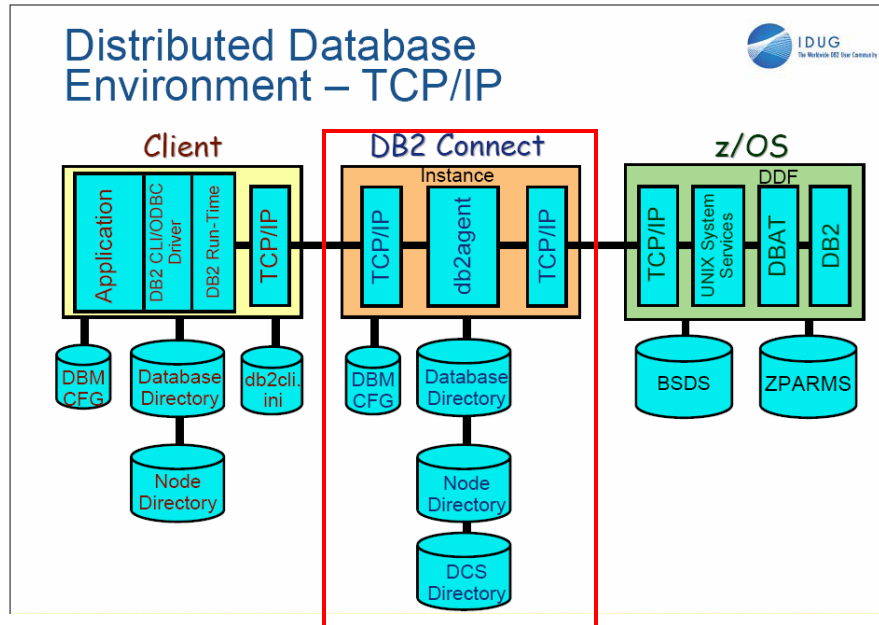 Distributed Database
Environment – TCP/IP
IDUG
The Worldwide DB2 User Community
Client
DB2 Connect
z/OS
Instance
DDF
Application
DB2 CLI/ODBC
Driver
DB2 Run-Time
TCP/IP
TCP/IP
db2agent
TCP/IP
TCP/IP
UNIX System
Services
DBAT
DB2
DBM
CFG
Database
Directory
db2cli.
ini
DBM
CFG
Database
Directory
BSDS
ZPARMS
Node
Directory
Node
Directory
DCS
Directory